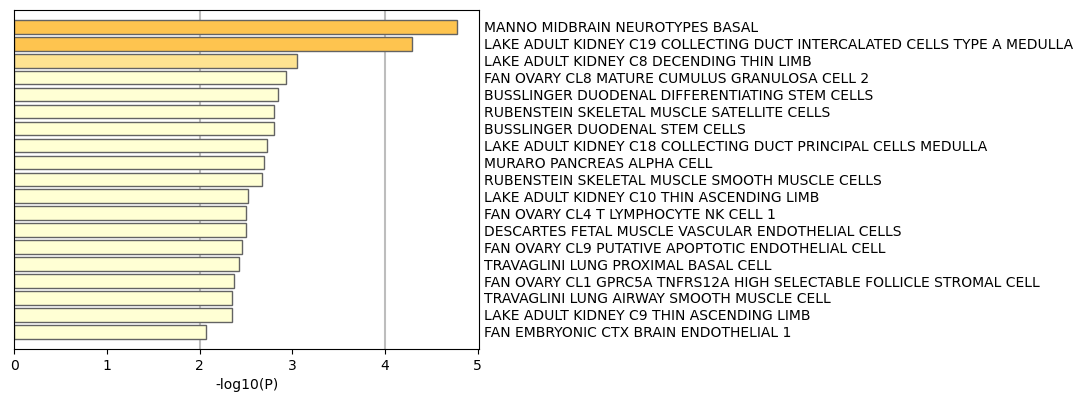 MANNO MIDBRAIN NEUROTYPES BASAL
LAKE ADULT KIDNEY C19 COLLECTING DUCT INTERCALATED CELLS TYPE A MEDULLA
LAKE ADULT KIDNEY C8 DECENDING THIN LIMB
FAN OVARY CL8 MATURE CUMULUS GRANULOSA CELL 2
BUSSLINGER DUODENAL DIFFERENTIATING STEM CELLS
RUBENSTEIN SKELETAL MUSCLE SATELLITE CELLS
BUSSLINGER DUODENAL STEM CELLS
LAKE ADULT KIDNEY C18 COLLECTING DUCT PRINCIPAL CELLS MEDULLA
MURARO PANCREAS ALPHA CELL
RUBENSTEIN SKELETAL MUSCLE SMOOTH MUSCLE CELLS
LAKE ADULT KIDNEY C10 THIN ASCENDING LIMB
FAN OVARY CL4 T LYMPHOCYTE NK CELL 1
DESCARTES FETAL MUSCLE VASCULAR ENDOTHELIAL CELLS
FAN OVARY CL9 PUTATIVE APOPTOTIC ENDOTHELIAL CELL
TRAVAGLINI LUNG PROXIMAL BASAL CELL
FAN OVARY CL1 GPRC5A TNFRS12A HIGH SELECTABLE FOLLICLE STROMAL CELL
TRAVAGLINI LUNG AIRWAY SMOOTH MUSCLE CELL
LAKE ADULT KIDNEY C9 THIN ASCENDING LIMB
FAN EMBRYONIC CTX BRAIN ENDOTHELIAL 1
0 1 2 3 4 5
-log10(P)